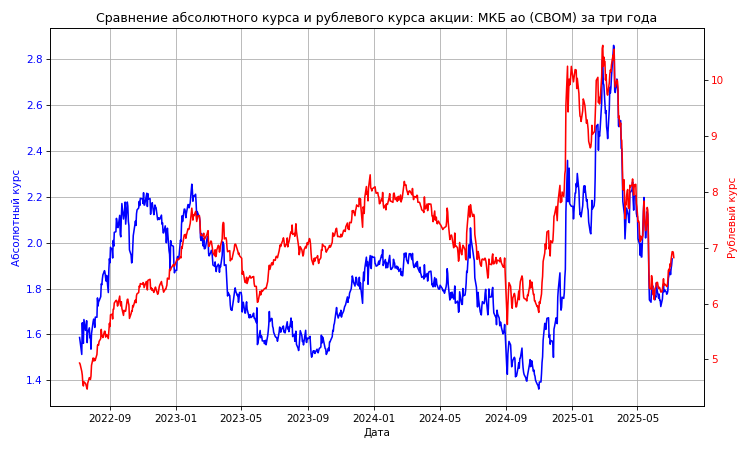 Сравнение абсолютного курса и рублевого курса акции: МКБ ао (CBOM) за три года
Абсолютный курс
2.8
2.6
2.4
2.2
2.0
1.8
1.6
1.4
10
9
8
7
6
5
Рублевый курс
2022-09 2023-01 2023-05 2023-09 2024-01 2024-05 2024-09 2025-01 2025-05
Дата